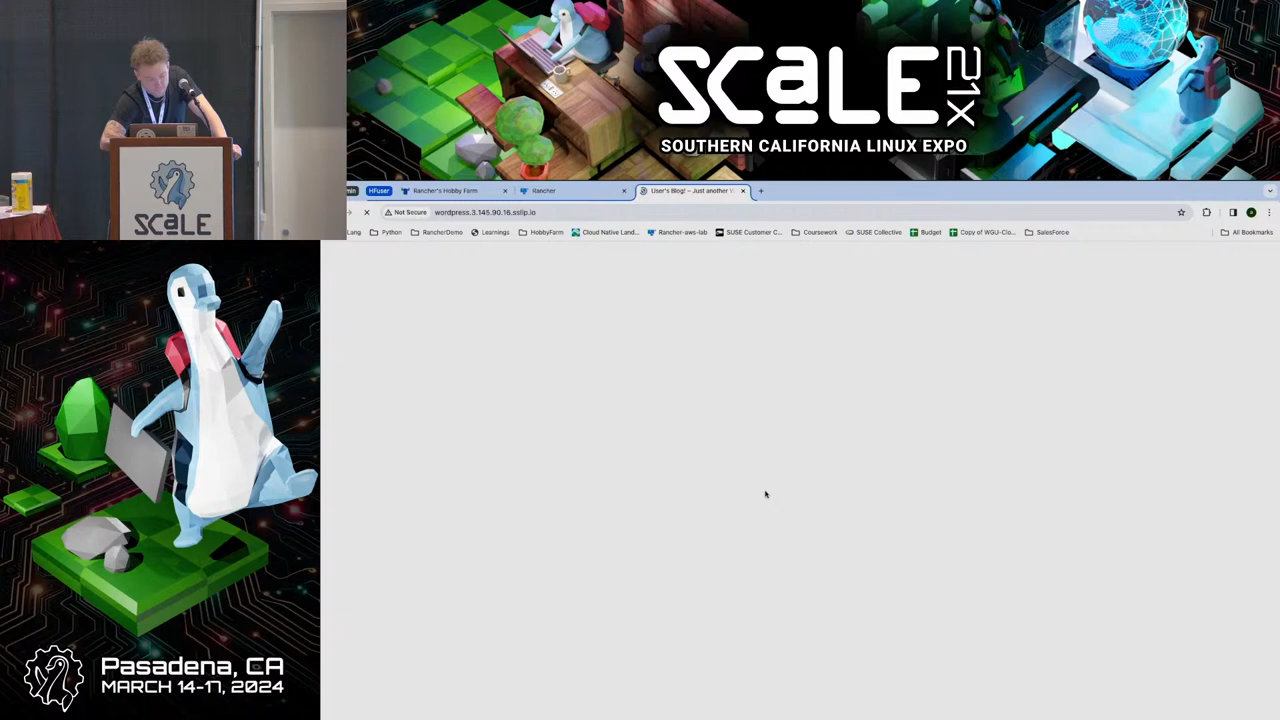 SCaLE 21X
SOUTHERN CALIFORNIA LINUX EXPO
min HFuser Rancher's Hobby Farm Rancher User's Blog! – Just another W
Not Secure wordpress.3.145.90.16.sslip.io
Lang Python RancherDemo Learnings HobbyFarm Cloud Native Land... Rancher-aws-lab SUSE Customer C... Coursework SUSE Collective Budget Copy of WGU-Clo... SalesForce All Bookmarks
SCaLE
Pasadena, CA
MARCH 14-17, 2024